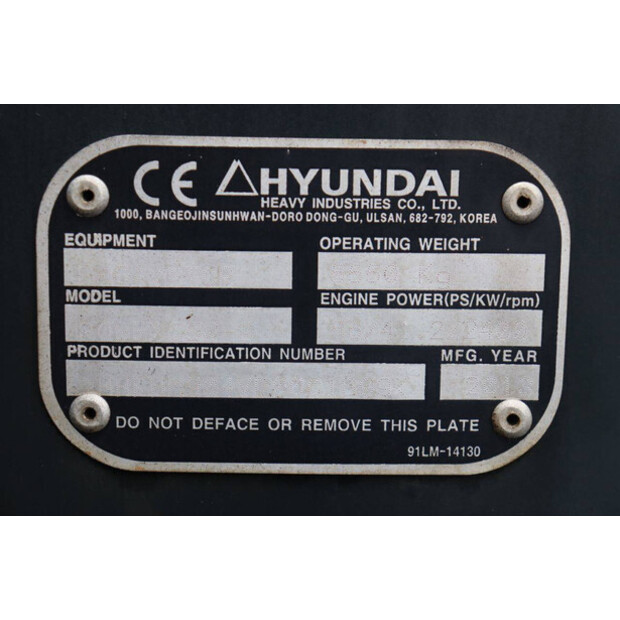 CE HYUNDAI
HEAVY INDUSTRIES CO., LTD.
1000, BANGEOJINSUNHWAN-DORO DONG-GU, ULSAN, 682-792, KOREA
EQUIPMENT OPERATING WEIGHT
Kg
MODEL ENGINE POWER(PS/KW/rpm)
PRODUCT IDENTIFICATION NUMBER MFG. YEAR
DO NOT DEFACE OR REMOVE THIS PLATE
91LM-14130